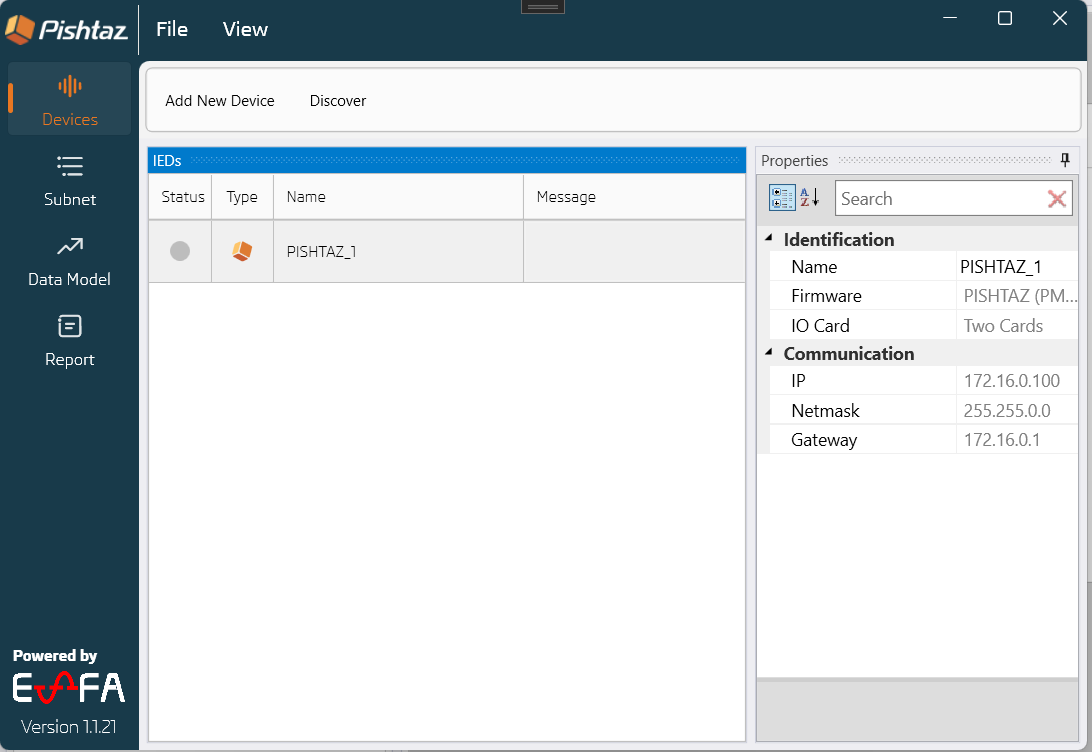 Pishtaz
File View
Devices
Subnet
Data Model
Report
Powered by
Version 1.1.21
Add New Device Discover
IEDs
Status Type Name Message
PISHTAZ_1
Properties
Search
Identification
Name PISHTAZ_1
Firmware PISHTAZ (PM...
IO Card Two Cards
Communication
IP 172.16.0.100
Netmask 255.255.0.0
Gateway 172.16.0.1